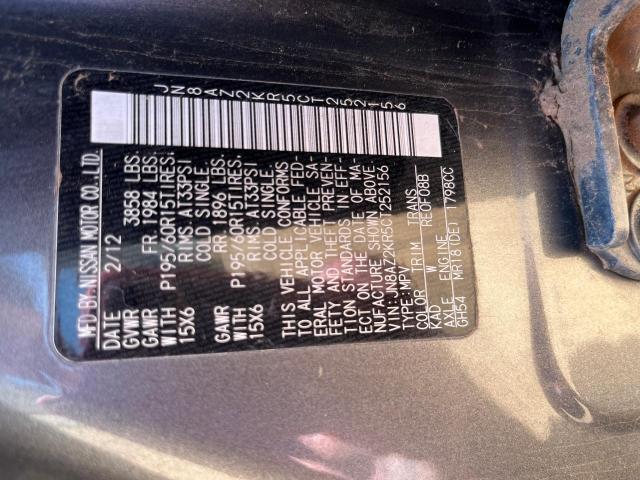 JN8AZ2KR5CT252156
MFD BY NISSAN MOTOR CO.,LTD.
DATE 2/12
GVWR 3858 LBS.
GAWR FR 1984 LBS.
WITH P195/60R15TIRES.
15X6 RIMS. AT33PSI
COLD SINGLE.
GAWR RR 1896 LBS.
WITH P195/60R15TIRES.
15X6 RIMS. AT33PSI
COLD SINGLE.
THIS VEHICLE CONFORMS
TO ALL APPLICABLE FED-
ERAL MOTOR VEHICLE SA-
FETY AND THEFT PREVEN-
TION STANDARDS IN EFF-
ECT ON THE DATE OF MA-
NUFACTURE SHOWN ABOVE.
VIN:JN8AZ2KR5CT252156
TYPE:MPV
COLOR TRIM TRANS
KAD W RE0F08B
AXLE ENGINE
GH54 MR18(DE) 1798CC